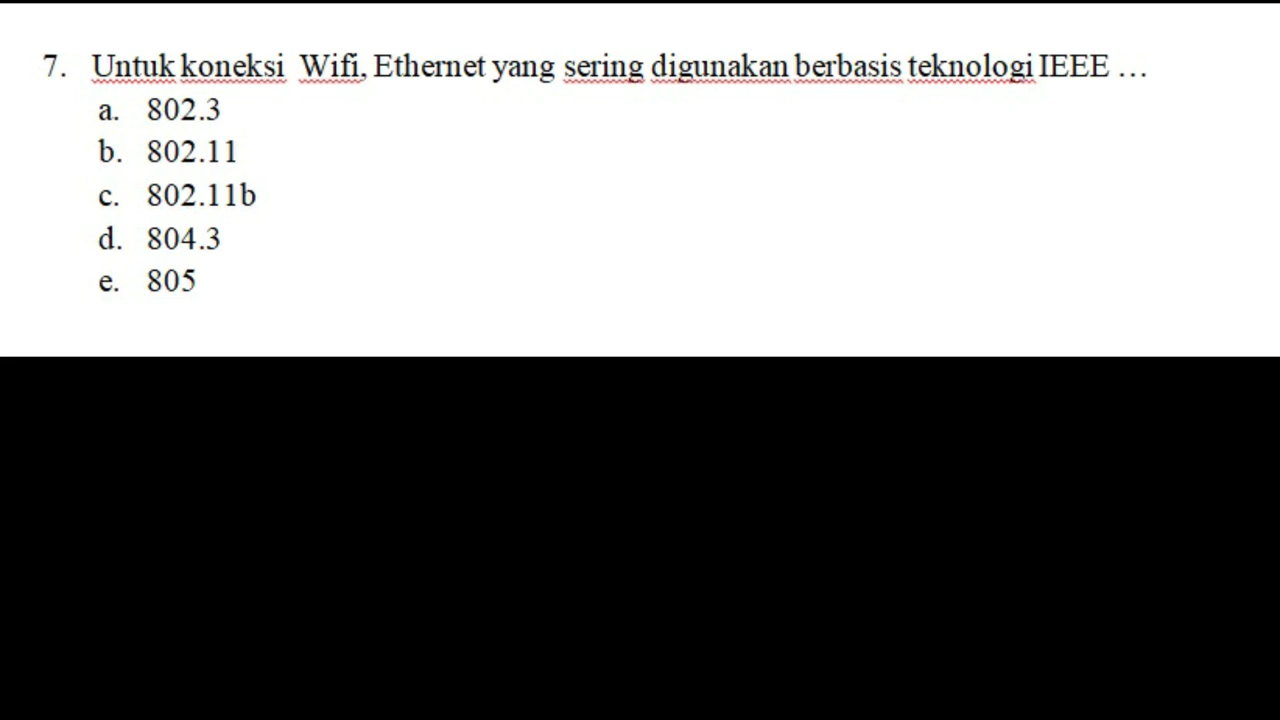 7. Untuk koneksi Wifi, Ethernet yang sering digunakan berbasis teknologi IEEE …
a. 802.3
b. 802.11
c. 802.11b
d. 804.3
e. 805